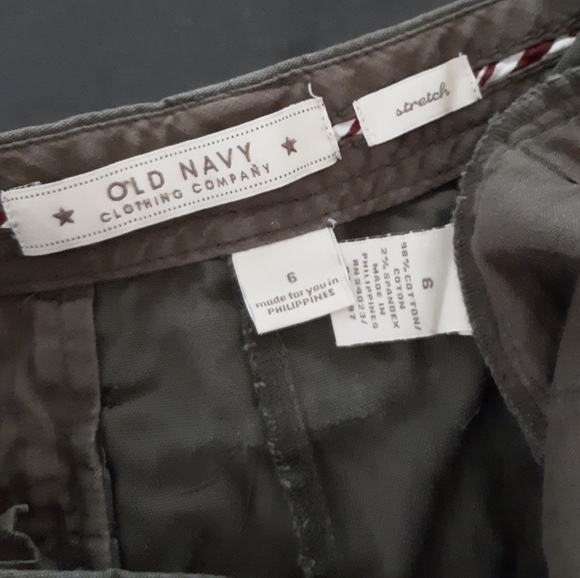 OLD NAVY
CLOTHING COMPANY
stretch
6
made for you in
PHILIPPINES
6
98% COTTON/
COTON
2% SPANDEX
MADE IN
PHILIPPINES
RN54023/